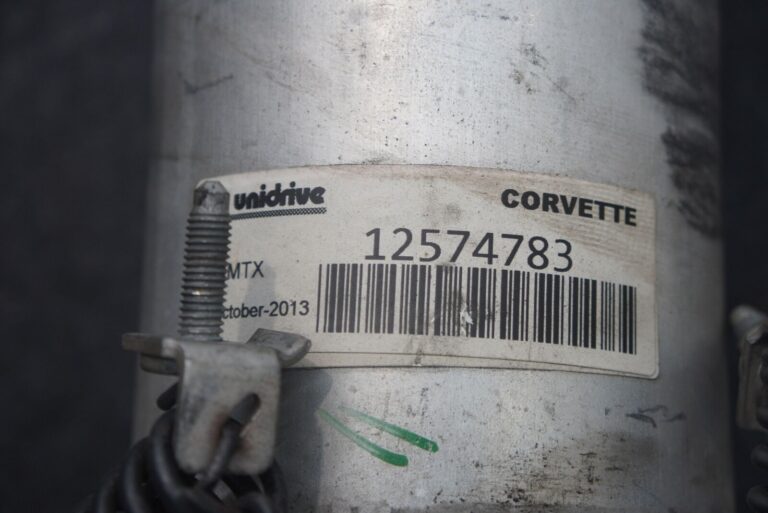 unidrive
CORVETTE
12574783
MTX
ctober-2013